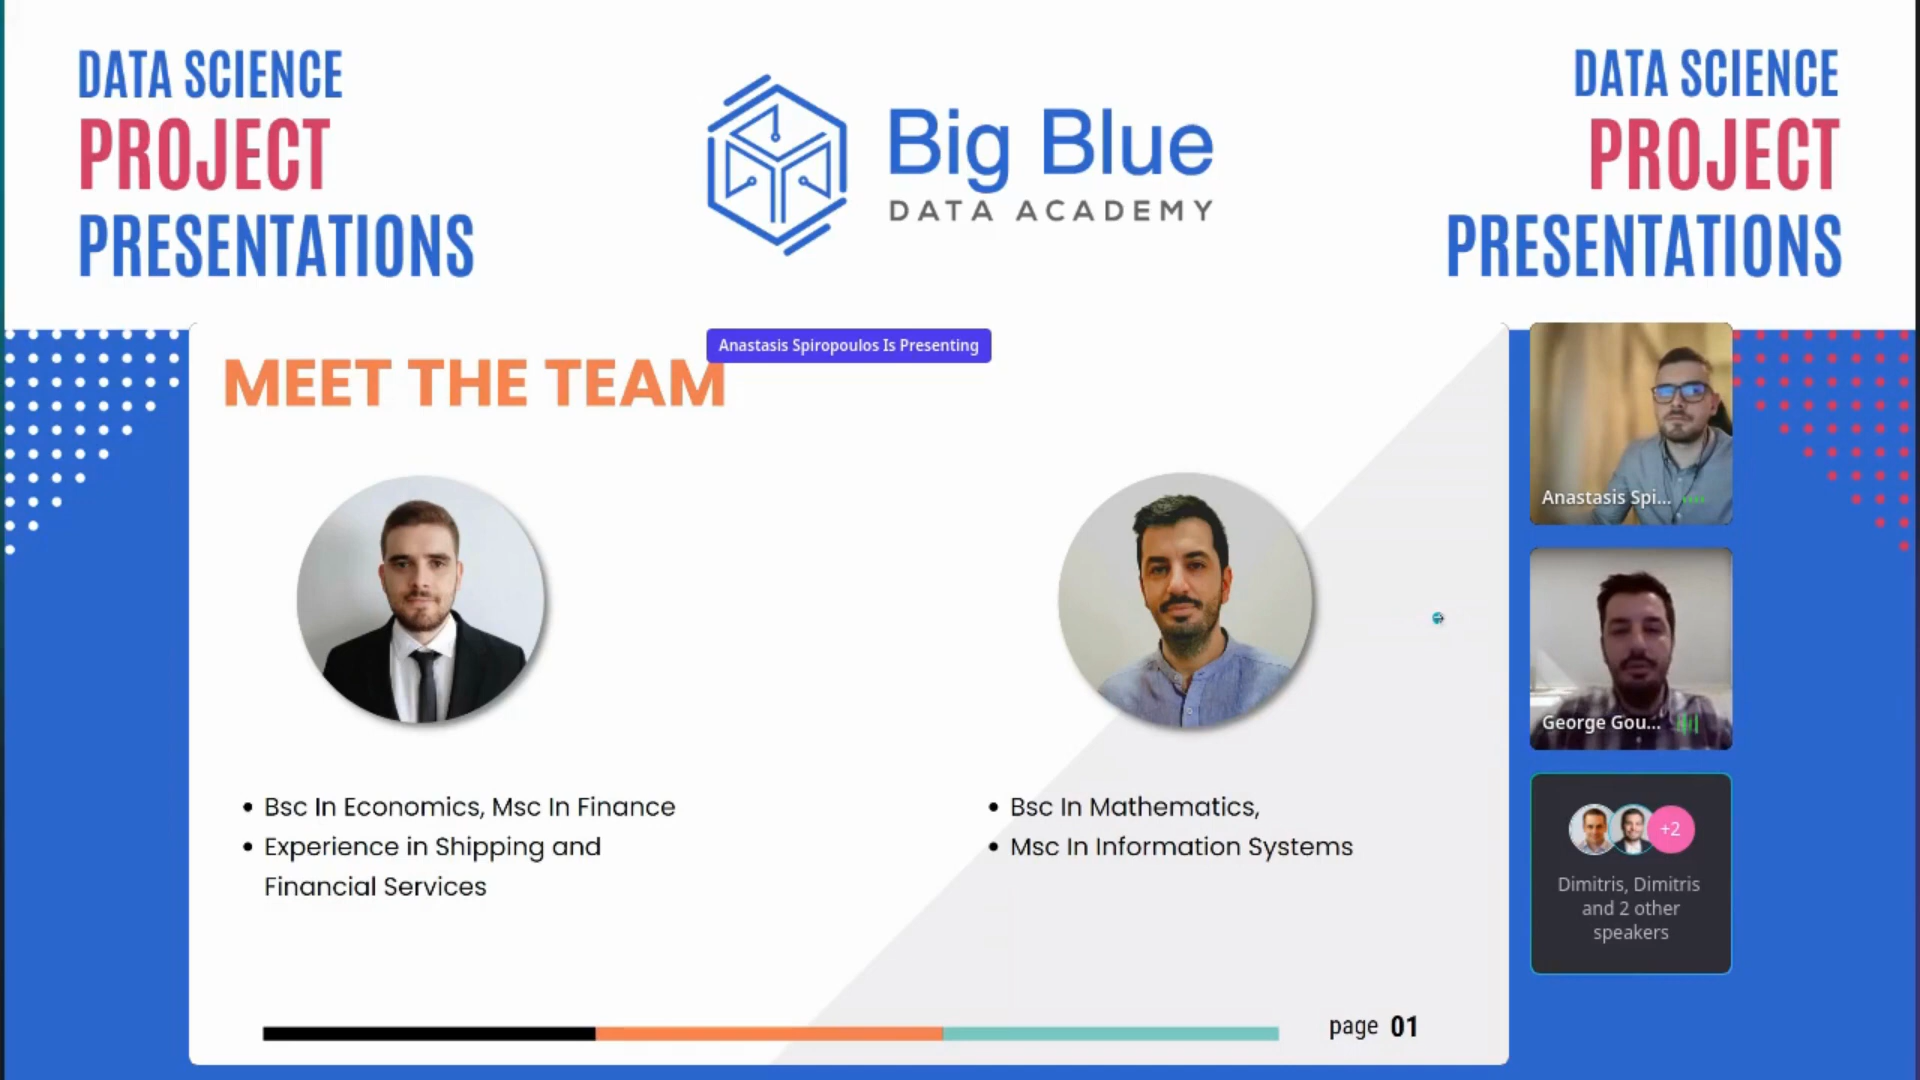 DATA SCIENCE
PROJECT
PRESENTATIONS
Big Blue
DATA ACADEMY
DATA SCIENCE
PROJECT
PRESENTATIONS
Anastasis Spiropoulos Is Presenting
MEET THE TEAM
• Bsc In Economics, Msc In Finance
• Experience in Shipping and
Financial Services
• Bsc In Mathematics,
• Msc In Information Systems
page 01
Anastasis Spi...
George Gou...
+2
Dimitris, Dimitris
and 2 other
speakers